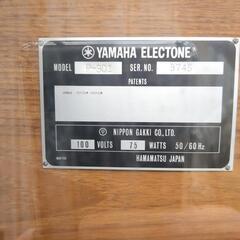 YAMAHA ELECTONE
MODEL SER. NO.
PATENTS
NIPPON GAKKI CO., LTD.
100 VOLTS 75 WATTS 50/60Hz
HAMAMATSU JAPAN